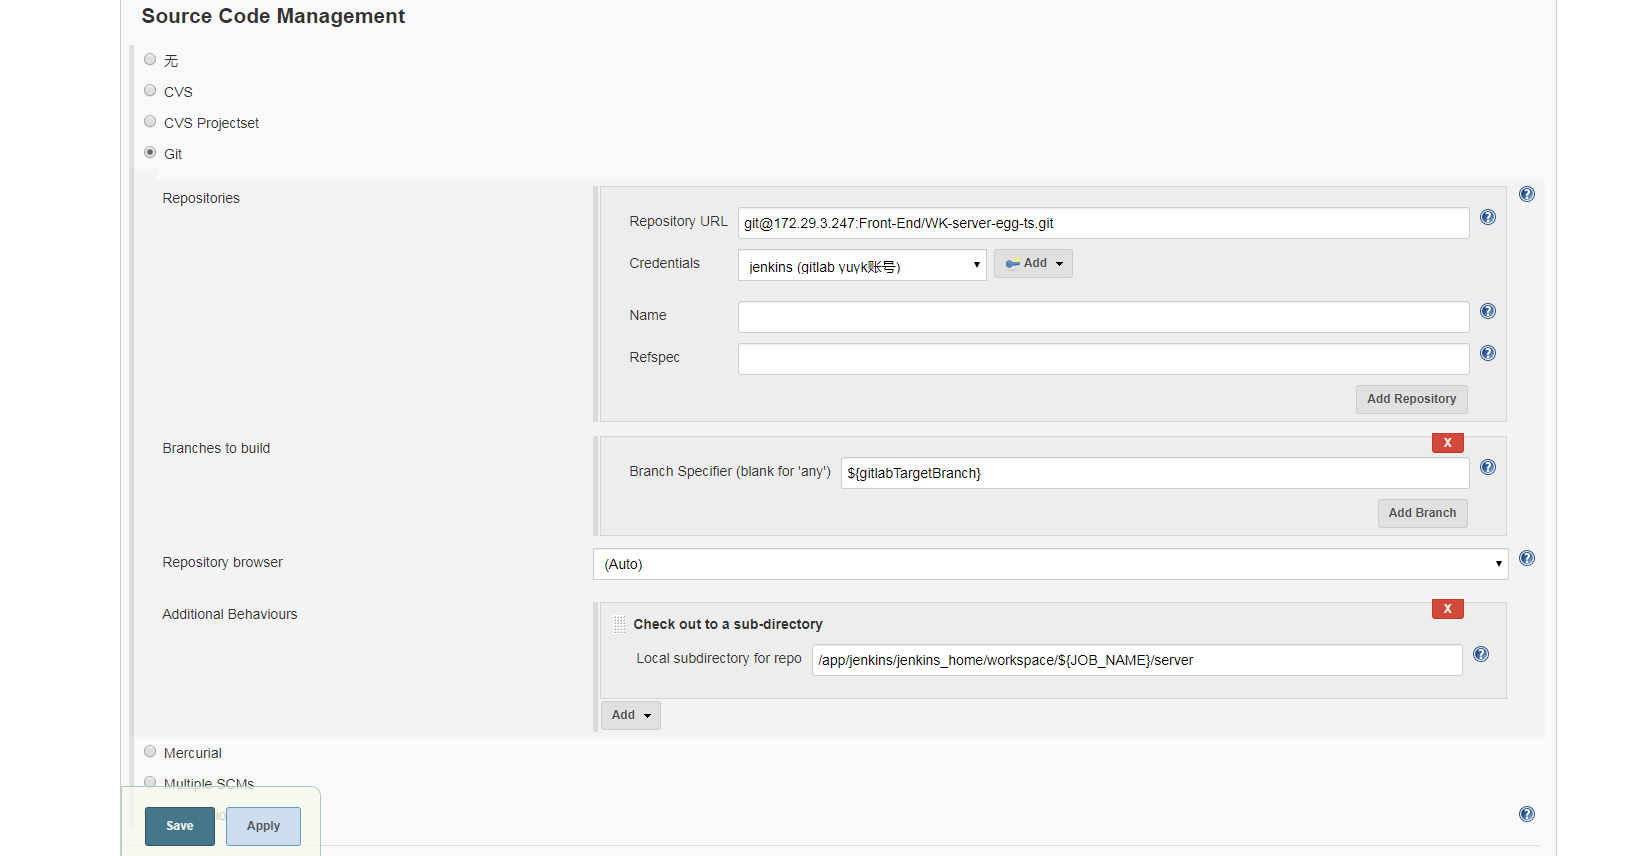 Source Code Management
无
CVS
CVS Projectset
Git
Repositories
Repository URL git@172.29.3.247:Front-End/WK-server-egg-ts.git
Credentials jenkins (gitlab yuyk账号) Add
Name
Refspec
Add Repository
Branches to build
X
Branch Specifier (blank for 'any') ${gitlabTargetBranch}
Add Branch
Repository browser (Auto)
Additional Behaviours
X
Check out to a sub-directory
Local subdirectory for repo /app/jenkins/jenkins_home/workspace/${JOB_NAME}/server
Add
Mercurial
Multiple SCMs
Save Apply